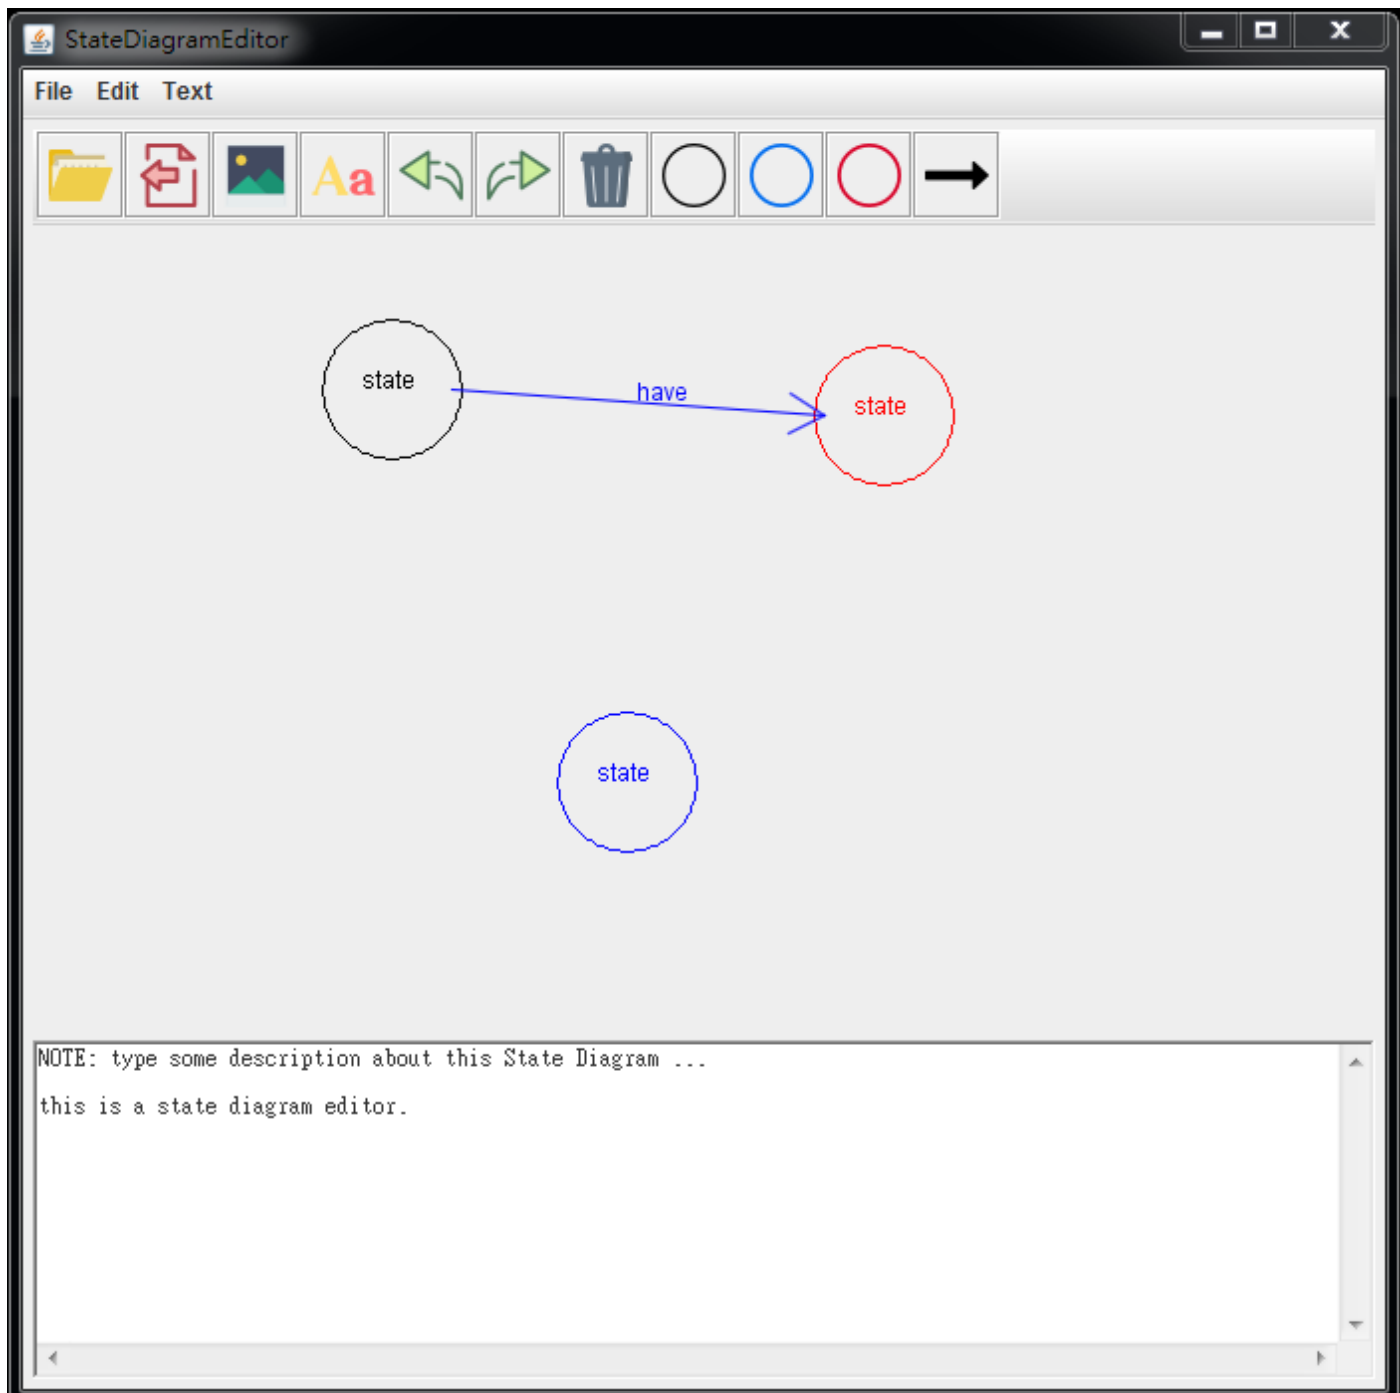 StateDiagramEditor
File Edit Text
Aa
state
have
state
state
NOTE: type some description about this State Diagram ...
this is a state diagram editor.